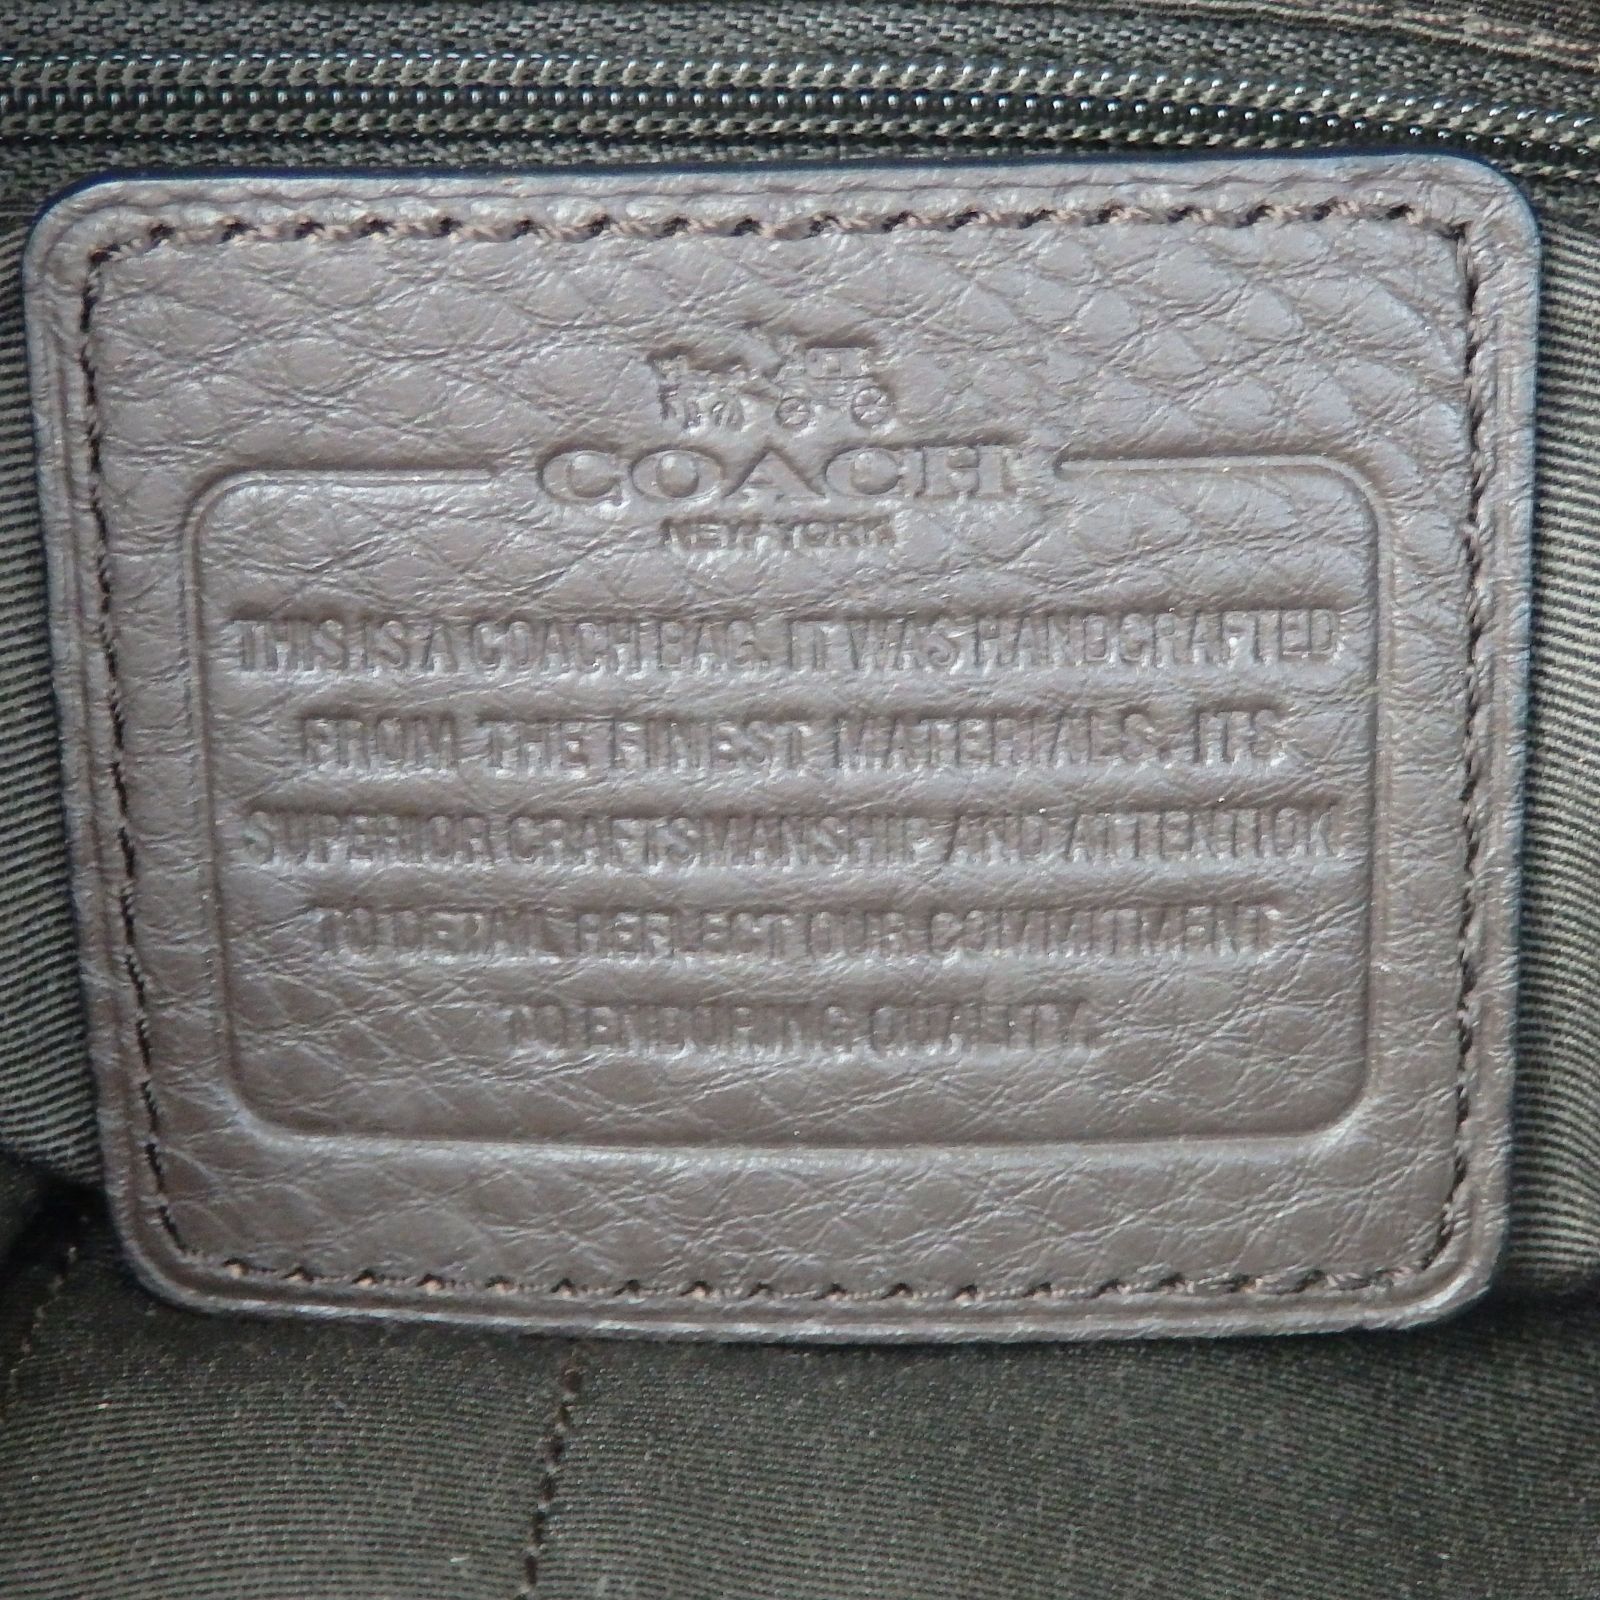 COACH
NEW YORK
THIS IS A COACH BAG. IT WAS HANDCRAFTED
FROM THE FINEST MATERIALS. ITS
SUPERIOR CRAFTSMANSHIP AND ATTENTION
TO DETAIL REFLECT OUR COMMITMENT
TO ENDURING QUALITY.